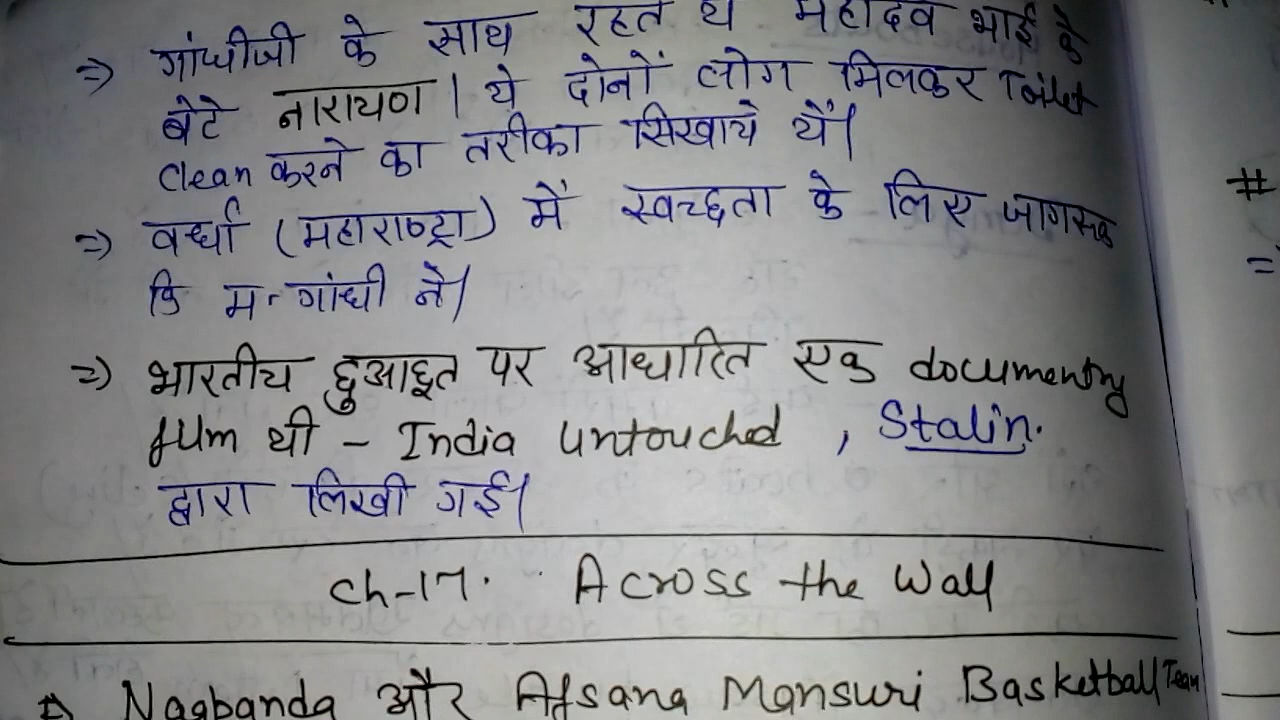 ⇒ गांधीजी के साथ रहते थे महादेव भाई के
बेटे नारायण। ये दोनों लोग मिलकर Toilet
clean करने का तरीका सिखाये थें।
⇒ वर्धा (महाराष्ट्रा) में स्वच्छता के लिए जागरूक
कि म. गांधी ने।
⇒ भारतीय छुआछूत पर आधारित एक documentry
film थी - India Untouched , Stalin.
द्वारा लिखी गई।
Ch-17. Across the Wall
⇒ Nagbanda और Afsana Mansuri Basketball Team
#
=